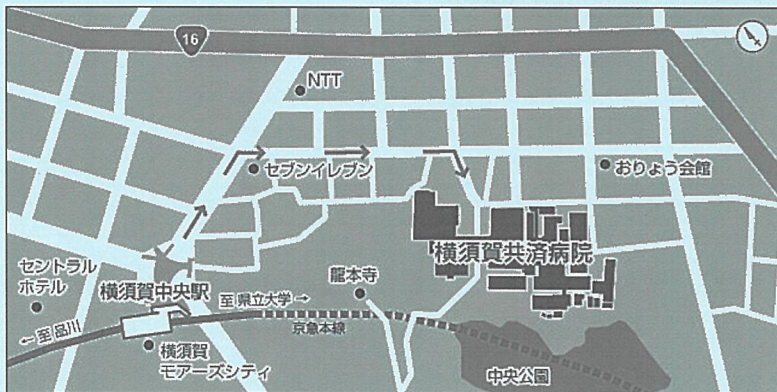 16
NTT
セブンイレブン
おりょう会館
横須賀共済病院
セントラル
ホテル
横須賀中央駅
龍本寺
至県立大学→
←至品川
京急本線
横須賀
モアーズシティ
中央公園